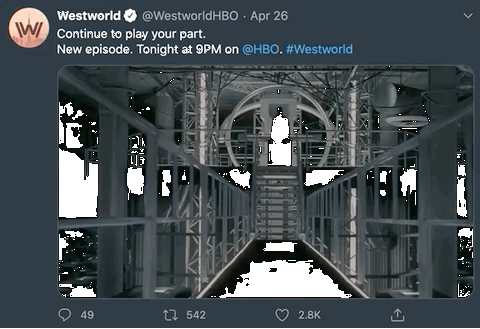 Westworld @WestworldHBO · Apr 26
Continue to play your part.
New episode. Tonight at 9PM on @HBO. #Westworld
49 542 2.8K